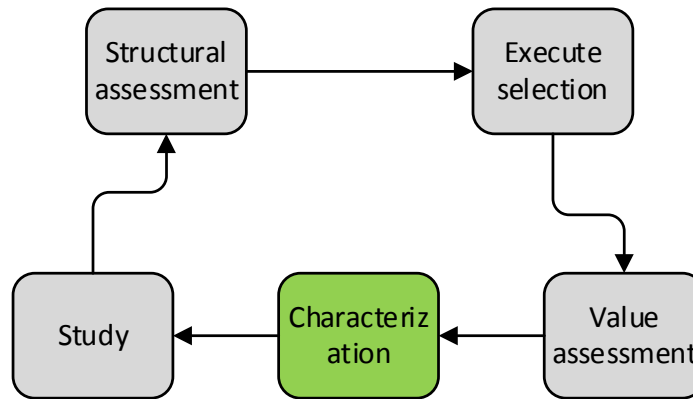 Structural
assessment
Execute
selection
Study
Characteriz
ation
Value
assessment